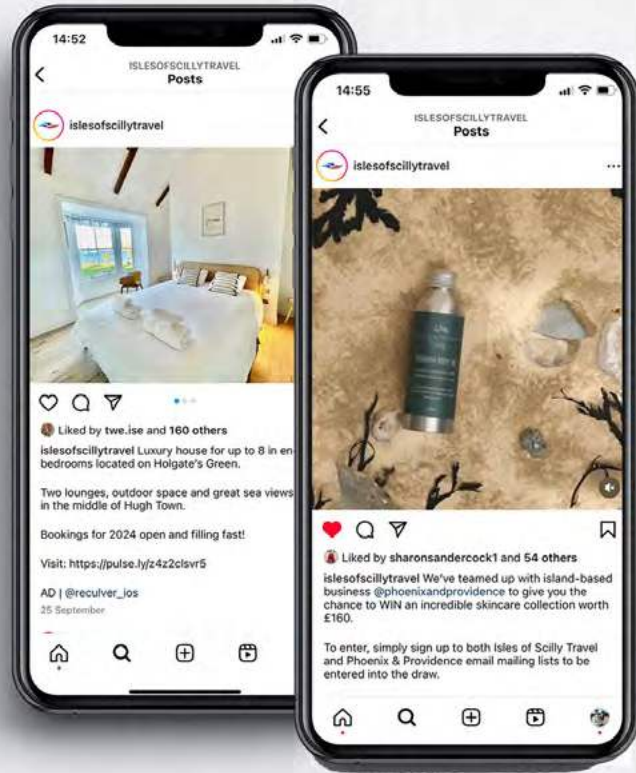 14:52
ISLESOFSCILLYTRAVEL
Posts
islesofscillytravel
Liked by twe.ise and 160 others
islesofscillytravel Luxury house for up to 8 in en
bedrooms located on Holgate's Green.
Two lounges, outdoor space and great sea views
in the middle of Hugh Town.
Bookings for 2024 open and filling fast!
Visit: https://pulse.ly/z4z2clsvr5
AD | @reculver_ios
25 September
14:55
ISLESOFSCILLYTRAVEL
Posts
islesofscillytravel
Liked by sharonsandercock1 and 54 others
islesofscillytravel We've teamed up with island-based
business @phoenixandprovidence to give you the
chance to WIN an incredible skincare collection worth
£160.
To enter, simply sign up to both Isles of Scilly Travel
and Phoenix & Providence email mailing lists to be
entered into the draw.